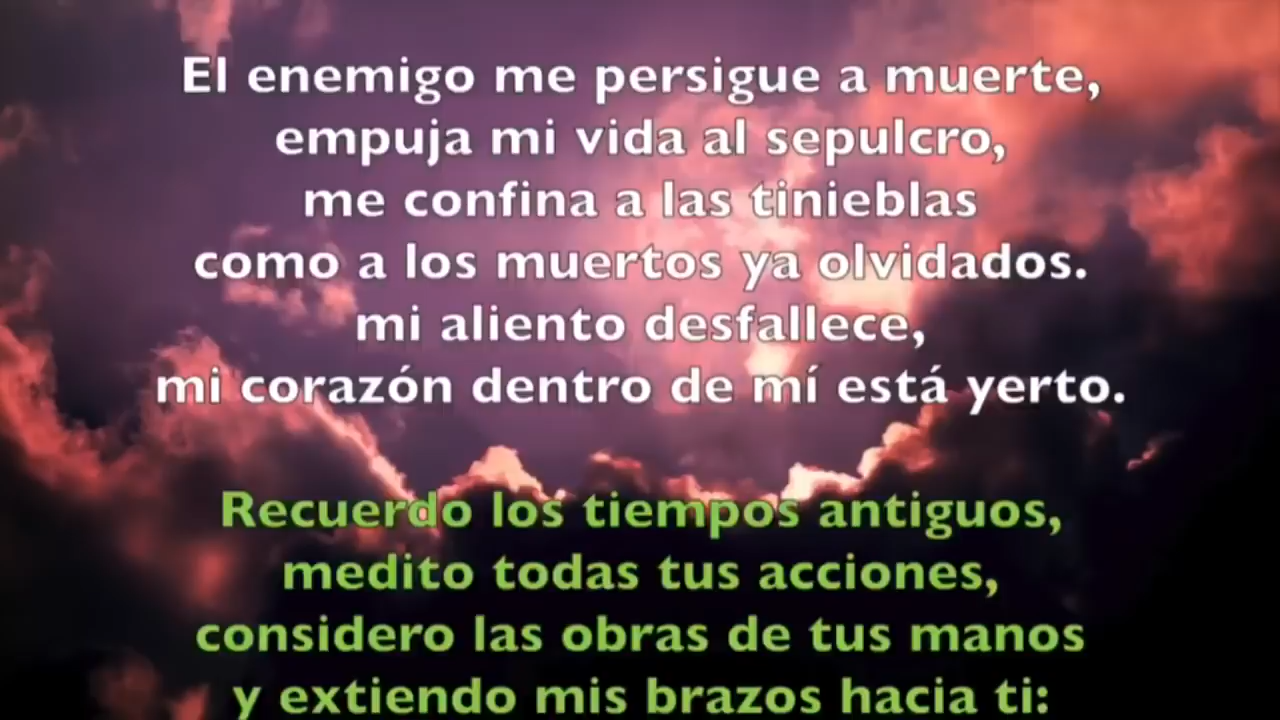 El enemigo me persigue a muerte,
empuja mi vida al sepulcro,
me confina a las tinieblas
como a los muertos ya olvidados.
mi aliento desfallece,
mi corazón dentro de mí está yerto.
Recuerdo los tiempos antiguos,
medito todas tus acciones,
considero las obras de tus manos
y extiendo mis brazos hacia ti: